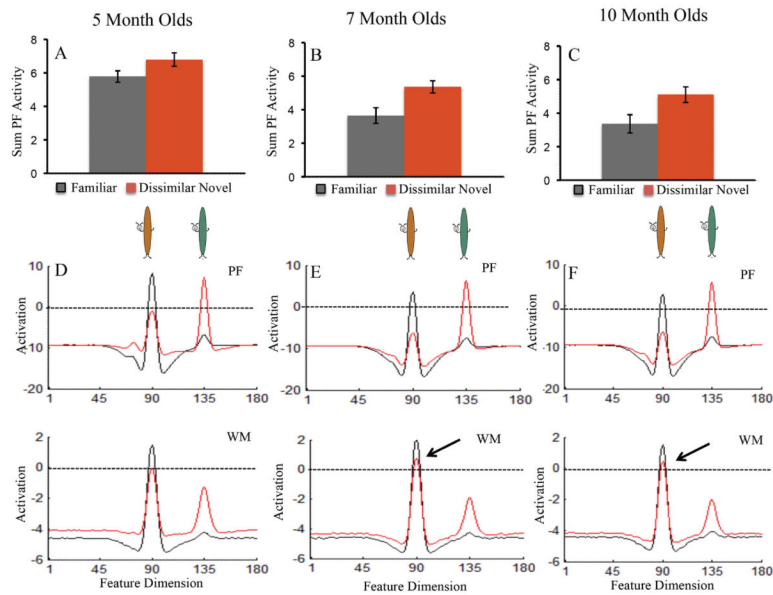 5 Month Olds
7 Month Olds
10 Month Olds
A
Sum PF Activity
8
6
4
2
0
Familiar Dissimilar Novel
B
Sum PF Activity
8
6
4
2
0
Familiar Dissimilar Novel
C
Sum PF Activity
8
6
4
2
0
Familiar Dissimilar Novel
D
PF
Activation
10
0
-10
-20
1 45 90 135 180
E
PF
Activation
10
0
-10
-20
1 45 90 135 180
F
PF
Activation
10
0
-10
-20
1 45 90 135 180
WM
Activation
2
0
-2
-4
-6
1 45 90 135 180
Feature Dimension
WM
Activation
2
0
-2
-4
-6
1 45 90 135 180
Feature Dimension
WM
Activation
2
0
-2
-4
-6
1 45 90 135 180
Feature Dimension